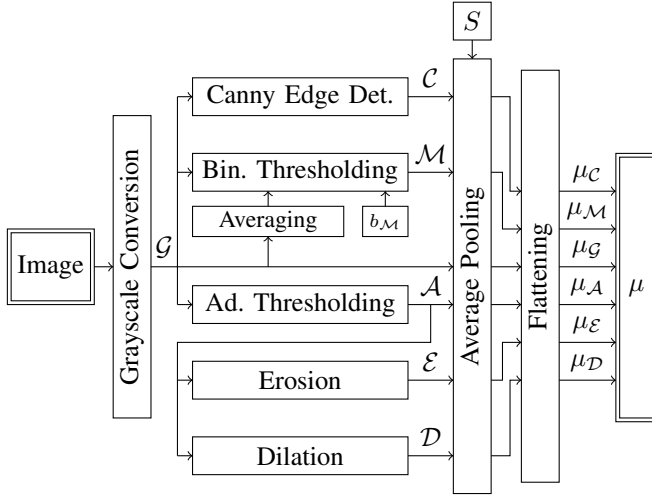 S
Canny Edge Det.
𝒞
Bin. Thresholding
ℳ
Averaging
b_ℳ
Image
Grayscale Conversion
𝒢
Ad. Thresholding
𝒜
Erosion
ℰ
Dilation
𝒟
Average Pooling
Flattening
μ_𝒞
μ_ℳ
μ_𝒢
μ_𝒜
μ_ℰ
μ_𝒟
μ